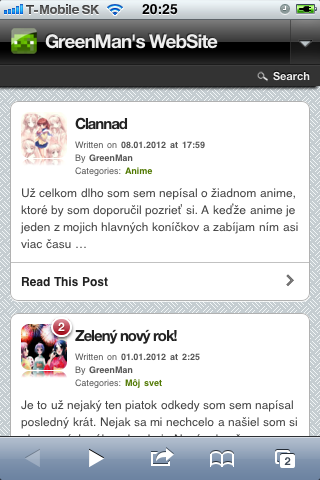 T-Mobile SK
20:25
GreenMan's WebSite
Search
Clannad
Written on 08.01.2012 at 17:59
By GreenMan
Categories: Anime
Už celkom dlho som sem nepísal o žiadnom anime,
ktoré by som doporučil pozrieť si. A keďže anime je
jeden z mojich hlavných koníčkov a zabíjam ním asi
viac času …
Read This Post
2
Zelený nový rok!
Written on 01.01.2012 at 2:25
By GreenMan
Categories: Môj svet
Je to už nejaký ten piatok odkedy som sem napísal
posledný krát. Nejak sa mi nechcelo a našiel som si
2